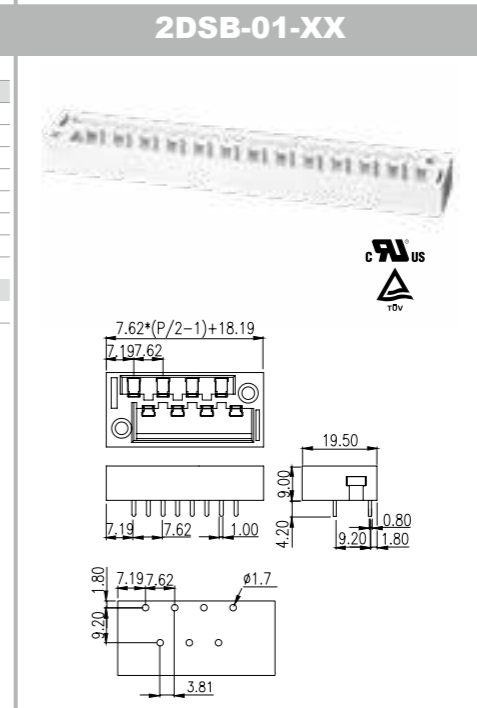 2DSB-01-XX
c RU US
TÜV
7.62*(P/2-1)+18.19
7.19 7.62
19.50
9.00
4.20
7.19 7.62 1.00
0.80
9.20 1.80
1.80
7.19 7.62 ø1.7
9.20
3.81